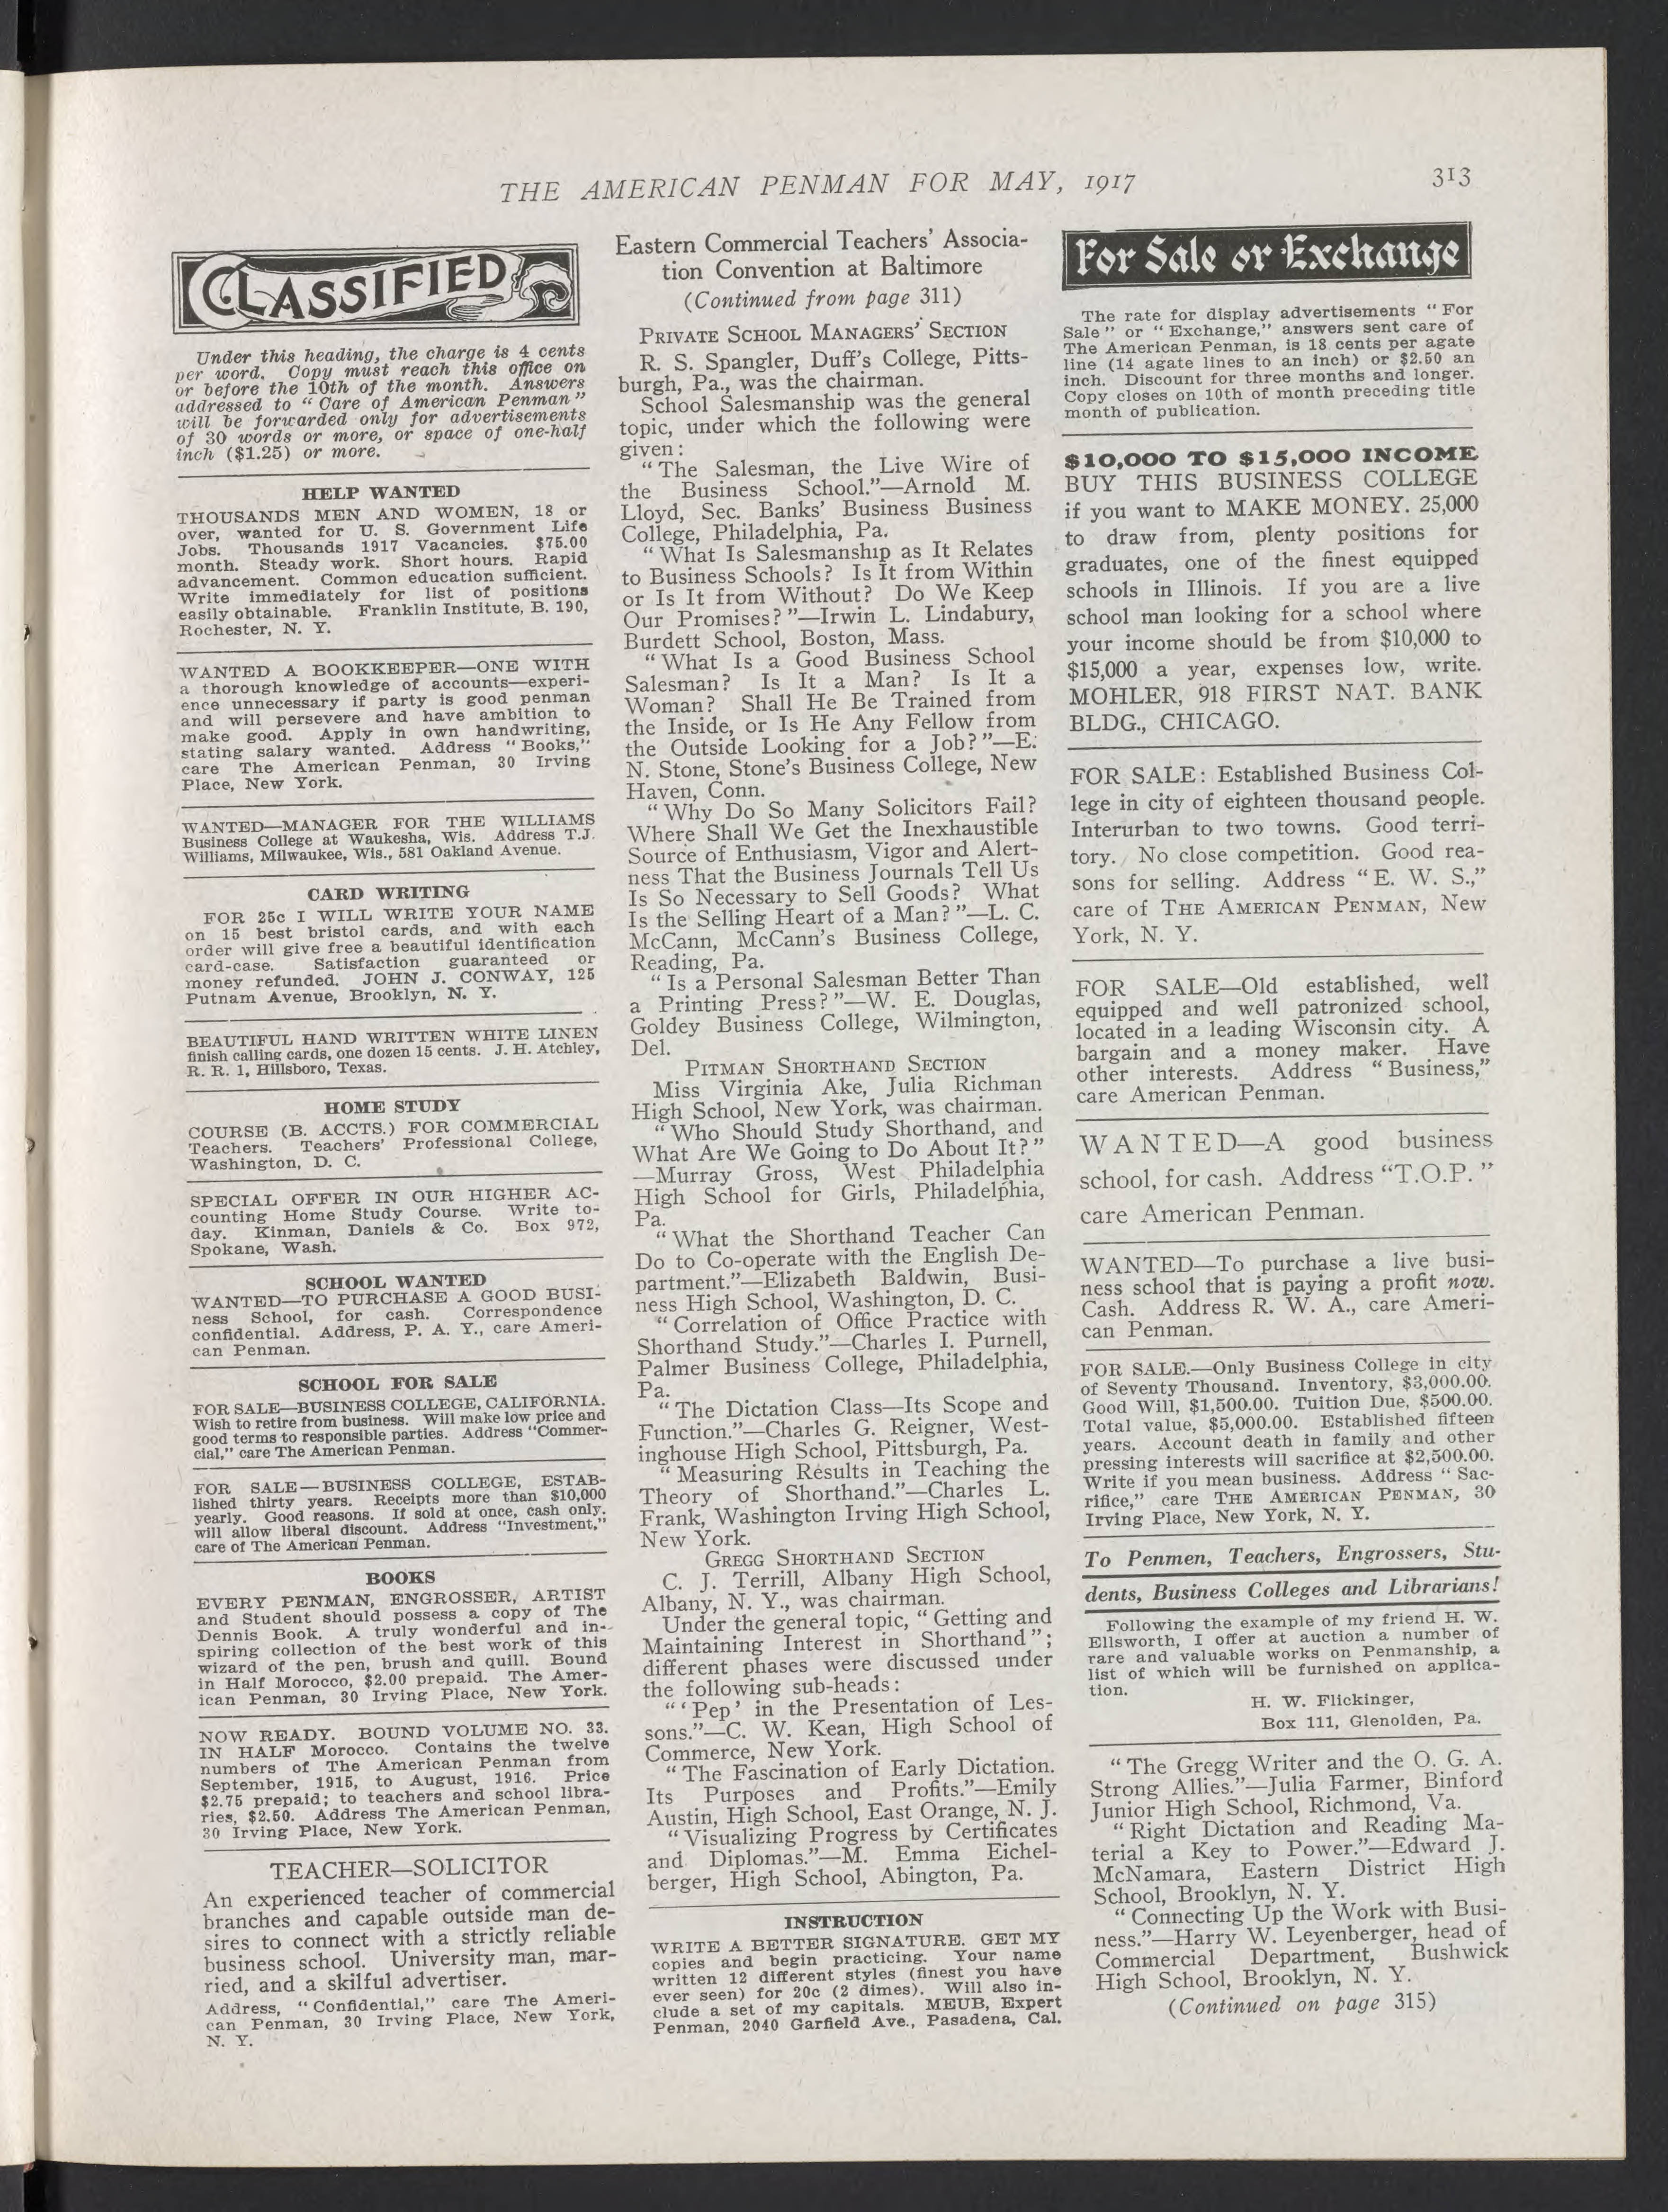 THE AMERICAN PENMAN FOR MAY, 1917
313
CLASSIFIED
Under this heading, the charge is 4 cents
per word. Copy must reach this office on
or before the 10th of the month. Answers
addressed to “ Care of American Penman ”
will be forwarded only for advertisements
of 30 words or more, or space of one-half
inch ($1.25) or more.
HELP WANTED
THOUSANDS MEN AND WOMEN, 18 or
over, wanted for U. S. Government Life
Jobs. Thousands 1917 Vacancies. $75.00
month. Steady work. Short hours. Rapid
advancement. Common education sufficient.
Write immediately for list of positions
easily obtainable. Franklin Institute, B. 190,
Rochester, N. Y.
WANTED A BOOKKEEPER—ONE WITH
a thorough knowledge of accounts—experi-
ence unnecessary if party is good penman
and will persevere and have ambition to
make good. Apply in own handwriting,
stating salary wanted. Address “ Books,”
care The American Penman, 30 Irving
Place, New York.
WANTED—MANAGER FOR THE WILLIAMS
Business College at Waukesha, Wis. Address T.J.
Williams, Milwaukee, Wis., 581 Oakland Avenue.
CARD WRITING
FOR 25c I WILL WRITE YOUR NAME
on 15 best bristol cards, and with each
order will give free a beautiful identification
card-case. Satisfaction guaranteed or
money refunded. JOHN J. CONWAY, 125
Putnam Avenue, Brooklyn, N. Y.
BEAUTIFUL HAND WRITTEN WHITE LINEN
finish calling cards, one dozen 15 cents. J. H. Atchley,
R. R. 1, Hillsboro, Texas.
HOME STUDY
COURSE (B. ACCTS.) FOR COMMERCIAL
Teachers. Teachers’ Professional College,
Washington, D. C.
SPECIAL OFFER IN OUR HIGHER AC-
counting Home Study Course. Write to-
day. Kinman, Daniels & Co. Box 972,
Spokane, Wash.
SCHOOL WANTED
WANTED—TO PURCHASE A GOOD BUSI-
ness School, for cash. Correspondence
confidential. Address, P. A. Y., care Ameri-
can Penman.
SCHOOL FOR SALE
FOR SALE—BUSINESS COLLEGE, CALIFORNIA.
Wish to retire from business. Will make low price and
good terms to responsible parties. Address “Commer-
cial,” care The American Penman.
FOR SALE—BUSINESS COLLEGE, ESTAB-
lished thirty years. Receipts more than $10,000
yearly. Good reasons. If sold at once, cash only,
will allow liberal discount. Address “Investment,”
care of The American Penman.
BOOKS
EVERY PENMAN, ENGROSSER, ARTIST
and Student should possess a copy of The
Dennis Book. A truly wonderful and in-
spiring collection of the best work of this
wizard of the pen, brush and quill. Bound
in Half Morocco, $2.00 prepaid. The Amer-
ican Penman, 30 Irving Place, New York.
NOW READY. BOUND VOLUME NO. 33.
IN HALF Morocco. Contains the twelve
numbers of The American Penman from
September, 1915, to August, 1916. Price
$2.75 prepaid; to teachers and school libra-
ries, $2.50. Address The American Penman,
30 Irving Place, New York.
TEACHER—SOLICITOR
An experienced teacher of commercial
branches and capable outside man de-
sires to connect with a strictly reliable
business school. University man, mar-
ried, and a skilful advertiser.
Address, “ Confidential,” care The Ameri-
can Penman, 30 Irving Place, New York,
N. Y.
Eastern Commercial Teachers’ Associa-
tion Convention at Baltimore
(Continued from page 311)
PRIVATE SCHOOL MANAGERS’ SECTION
R. S. Spangler, Duff’s College, Pitts-
burgh, Pa., was the chairman.
School Salesmanship was the general
topic, under which the following were
given:
“ The Salesman, the Live Wire of
the Business School.”—Arnold M.
Lloyd, Sec. Banks’ Business Business
College, Philadelphia, Pa.
“ What Is Salesmanship as It Relates
to Business Schools? Is It from Within
or Is It from Without? Do We Keep
Our Promises? ”—Irwin L. Lindabury,
Burdett School, Boston, Mass.
“ What Is a Good Business School
Salesman? Is It a Man? Is It a
Woman? Shall He Be Trained from
the Inside, or Is He Any Fellow from
the Outside Looking for a Job? ”—E.
N. Stone, Stone’s Business College, New
Haven, Conn.
“ Why Do So Many Solicitors Fail?
Where Shall We Get the Inexhaustible
Source of Enthusiasm, Vigor and Alert-
ness That the Business Journals Tell Us
Is So Necessary to Sell Goods? What
Is the Selling Heart of a Man? ”—L. C.
McCann, McCann’s Business College,
Reading, Pa.
“ Is a Personal Salesman Better Than
a Printing Press? ”—W. E. Douglas,
Goldey Business College, Wilmington,
Del.
PITMAN SHORTHAND SECTION
Miss Virginia Ake, Julia Richman
High School, New York, was chairman.
“ Who Should Study Shorthand, and
What Are We Going to Do About It? ”
—Murray Gross, West Philadelphia
High School for Girls, Philadelphia,
Pa.
“ What the Shorthand Teacher Can
Do to Co-operate with the English De-
partment.”—Elizabeth Baldwin, Busi-
ness High School, Washington, D. C.
“ Correlation of Office Practice with
Shorthand Study.”—Charles I. Purnell,
Palmer Business College, Philadelphia,
Pa.
“ The Dictation Class—Its Scope and
Function.”—Charles G. Reigner, West-
inghouse High School, Pittsburgh, Pa.
“ Measuring Results in Teaching the
Theory of Shorthand.”—Charles L.
Frank, Washington Irving High School,
New York.
GREGG SHORTHAND SECTION
C. J. Terrill, Albany High School,
Albany, N. Y., was chairman.
Under the general topic, “ Getting and
Maintaining Interest in Shorthand ”;
different phases were discussed under
the following sub-heads:
“ ‘ Pep ’ in the Presentation of Les-
sons.”—C. W. Kean, High School of
Commerce, New York.
“ The Fascination of Early Dictation.
Its Purposes and Profits.”—Emily
Austin, High School, East Orange, N. J.
“ Visualizing Progress by Certificates
and Diplomas.”—M. Emma Eichel-
berger, High School, Abington, Pa.
INSTRUCTION
WRITE A BETTER SIGNATURE. GET MY
copies and begin practicing. Your name
written 12 different styles (finest you have
ever seen) for 20c (2 dimes). Will also in-
clude a set of my capitals. MEUB, Expert
Penman, 2040 Garfield Ave., Pasadena, Cal.
For Sale or Exchange
The rate for display advertisements “ For
Sale ” or “ Exchange,” answers sent care of
The American Penman, is 18 cents per agate
line (14 agate lines to an inch) or $2.50 an
inch. Discount for three months and longer.
Copy closes on 10th of month preceding title
month of publication.
$10,000 TO $15,000 INCOME
BUY THIS BUSINESS COLLEGE
if you want to MAKE MONEY. 25,000
to draw from, plenty positions for
graduates, one of the finest equipped
schools in Illinois. If you are a live
school man looking for a school where
your income should be from $10,000 to
$15,000 a year, expenses low, write.
MOHLER, 918 FIRST NAT. BANK
BLDG., CHICAGO.
FOR SALE: Established Business Col-
lege in city of eighteen thousand people.
Interurban to two towns. Good terri-
tory. No close competition. Good rea-
sons for selling. Address “ E. W. S.,”
care of THE AMERICAN PENMAN, New
York, N. Y.
FOR SALE—Old established, well
equipped and well patronized school,
located in a leading Wisconsin city. A
bargain and a money maker. Have
other interests. Address “ Business,”
care American Penman.
WANTED—A good business
school, for cash. Address “T.O.P. ”
care American Penman.
WANTED—To purchase a live busi-
ness school that is paying a profit now.
Cash. Address R. W. A., care Ameri-
can Penman.
FOR SALE.—Only Business College in city
of Seventy Thousand. Inventory, $3,000.00.
Good Will, $1,500.00. Tuition Due, $500.00.
Total value, $5,000.00. Established fifteen
years. Account death in family and other
pressing interests will sacrifice at $2,500.00.
Write if you mean business. Address “ Sac-
rifice,” care THE AMERICAN PENMAN, 30
Irving Place, New York, N. Y.
To Penmen, Teachers, Engrossers, Stu-
dents, Business Colleges and Librarians!
Following the example of my friend H. W.
Ellsworth, I offer at auction a number of
rare and valuable works on Penmanship, a
list of which will be furnished on applica-
tion.
H. W. Flickinger,
Box 111, Glenolden, Pa.
“ The Gregg Writer and the O. G. A.
Strong Allies.”—Julia Farmer, Binford
Junior High School, Richmond, Va.
“ Right Dictation and Reading Ma-
terial a Key to Power.”—Edward J.
McNamara, Eastern District High
School, Brooklyn, N. Y.
“ Connecting Up the Work with Busi-
ness.”—Harry W. Leyenberger, head of
Commercial Department, Bushwick
High School, Brooklyn, N. Y.
(Continued on page 315)